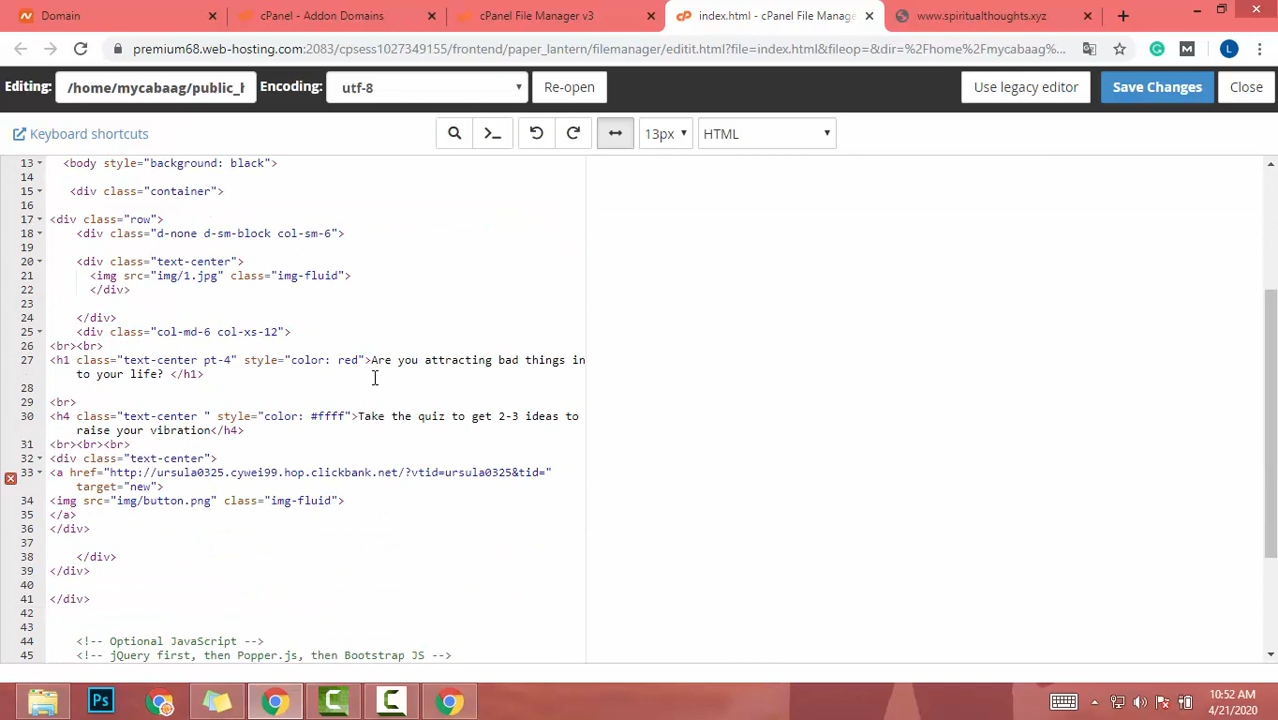 Domain
cPanel - Addon Domains
cPanel File Manager v3
index.html - cPanel File Manage
www.spiritualthoughts.xyz
premium68.web-hosting.com:2083/cpsess1027349155/frontend/paper_lantern/filemanager/editit.html?file=index.html&fileop=&dir=%2Fhome%2Fmycabaag%2Fpublic_h...
Editing:
/home/mycabaag/public_h
Encoding:
utf-8
Re-open
Use legacy editor
Save Changes
Close
Keyboard shortcuts
13px
HTML
13 <body style="background: black">
14
15 <div class="container">
16
17 <div class="row">
18 <div class="d-none d-sm-block col-sm-6">
19
20 <div class="text-center">
21 <img src="img/1.jpg" class="img-fluid">
22 </div>
23
24 </div>
25 <div class="col-md-6 col-xs-12">
26 <br><br>
27 <h1 class="text-center pt-4" style="color: red">Are you attracting bad things in
to your life? </h1>
28
29 <br>
30 <h4 class="text-center " style="color: #ffff">Take the quiz to get 2-3 ideas to
raise your vibration</h4>
31 <br><br><br>
32 <div class="text-center">
33 <a href="http://ursula0325.cywei99.hop.clickbank.net/?vtid=ursula0325&tid="
target="new">
34 <img src="img/button.png" class="img-fluid">
35 </a>
36 </div>
37
38 </div>
39 </div>
40
41 </div>
42
43
44 <!-- Optional JavaScript -->
45 <!-- jQuery first, then Popper.js, then Bootstrap JS -->
10:52 AM
4/21/2020